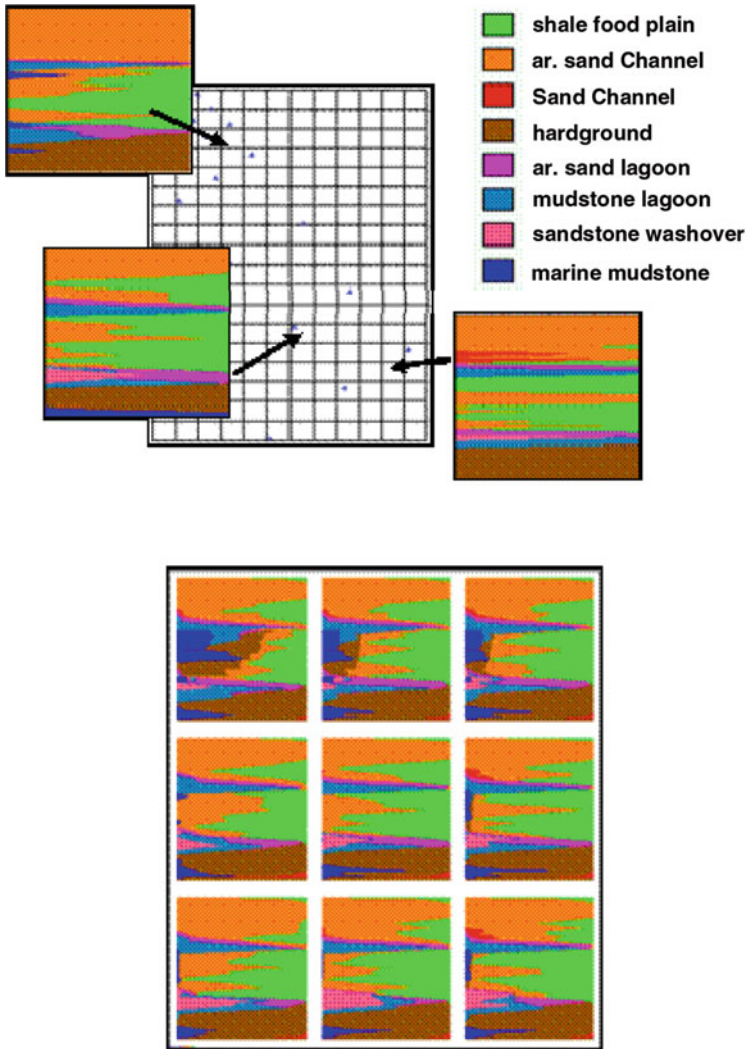 shale food plain
ar. sand Channel
Sand Channel
hardground
ar. sand lagoon
mudstone lagoon
sandstone washover
marine mudstone